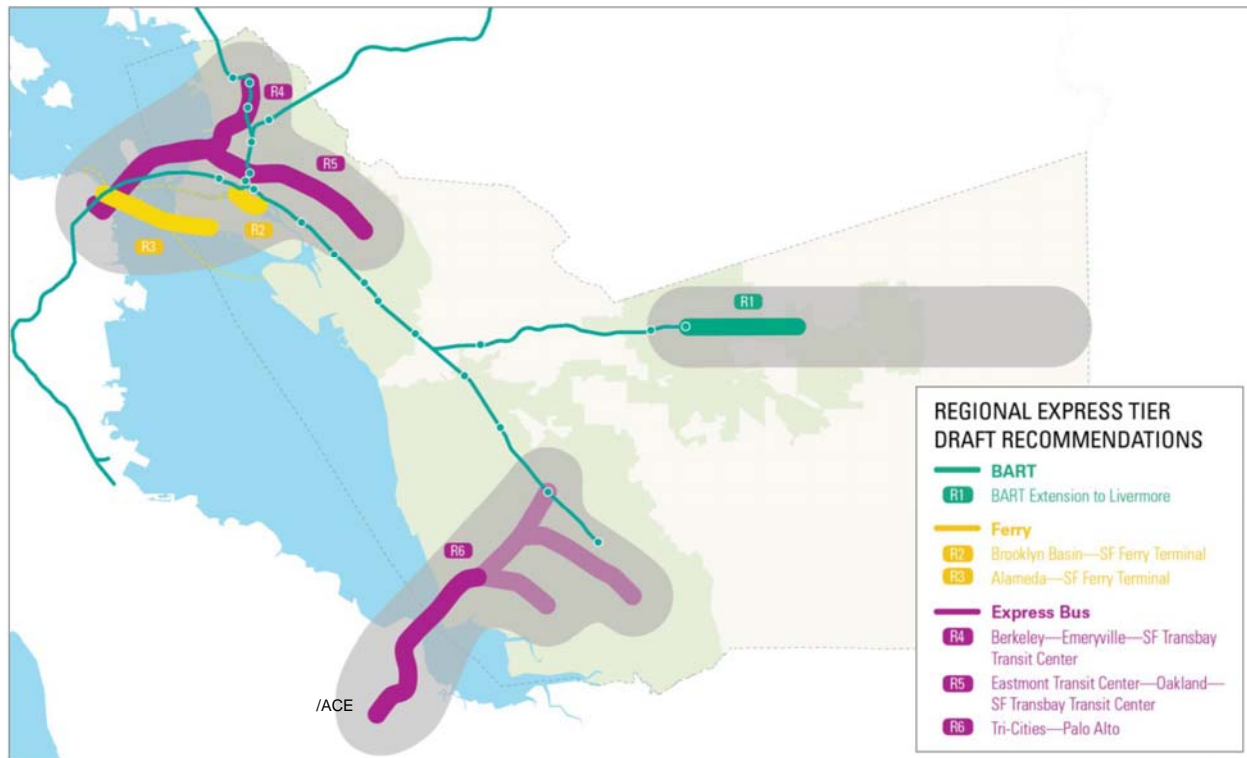 R4
R5
R2
R3
R1
R6
/ACE
REGIONAL EXPRESS TIER
DRAFT RECOMMENDATIONS
BART
R1 BART Extension to Livermore
Ferry
R2 Brooklyn Basin—SF Ferry Terminal
R3 Alameda—SF Ferry Terminal
Express Bus
R4 Berkeley—Emeryville—SF Transbay
Transit Center
R5 Eastmont Transit Center—Oakland—
SF Transbay Transit Center
R6 Tri-Cities—Palo Alto